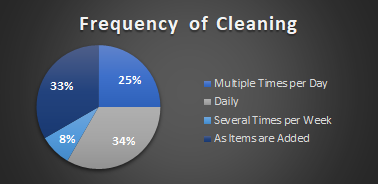 Frequency of Cleaning
33%
25%
8%
34%
Multiple Times per Day
Daily
Several Times per Week
As Items are Added